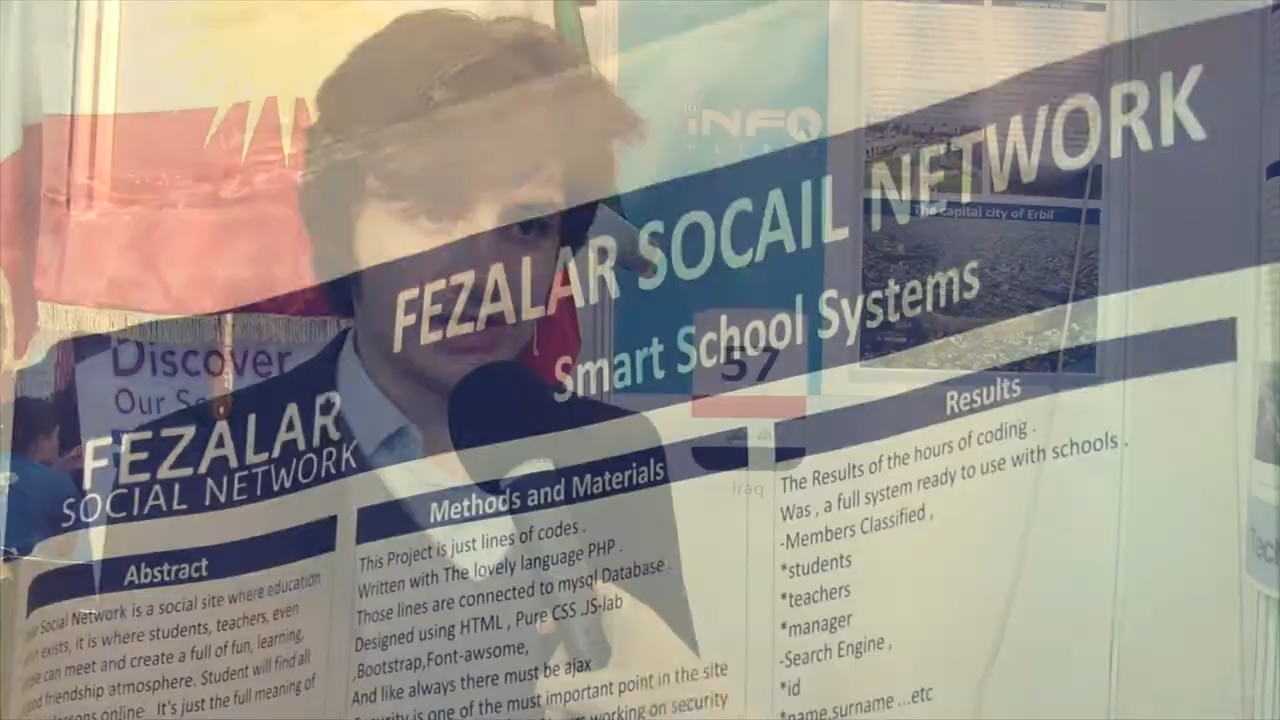 iNFO
FEZALAR SOCAIL NETWORK
The capital city of Erbil
Smart School Systems
57
Iraq
Discover
Our
FEZALAR
SOCIAL NETWORK
Abstract
Social Network is a social site where education
exists, it is where students, teachers, even
can meet and create a full of fun, learning,
friendship atmosphere. Student will find all
online It's just the full meaning of
Methods and Materials
This Project is just lines of codes .
Written with The lovely language PHP .
Those lines are connected to mysql Database .
Designed using HTML , Pure CSS .JS-lab
,Bootstrap,Font-awsome,
And like always there must be ajax
is one of the must important point in the site
working on security
Results
The Results of the hours of coding .
Was , a full system ready to use with schools .
-Members Classified ,
*students
*teachers
*manager
-Search Engine ,
*id
*name,surname ...etc